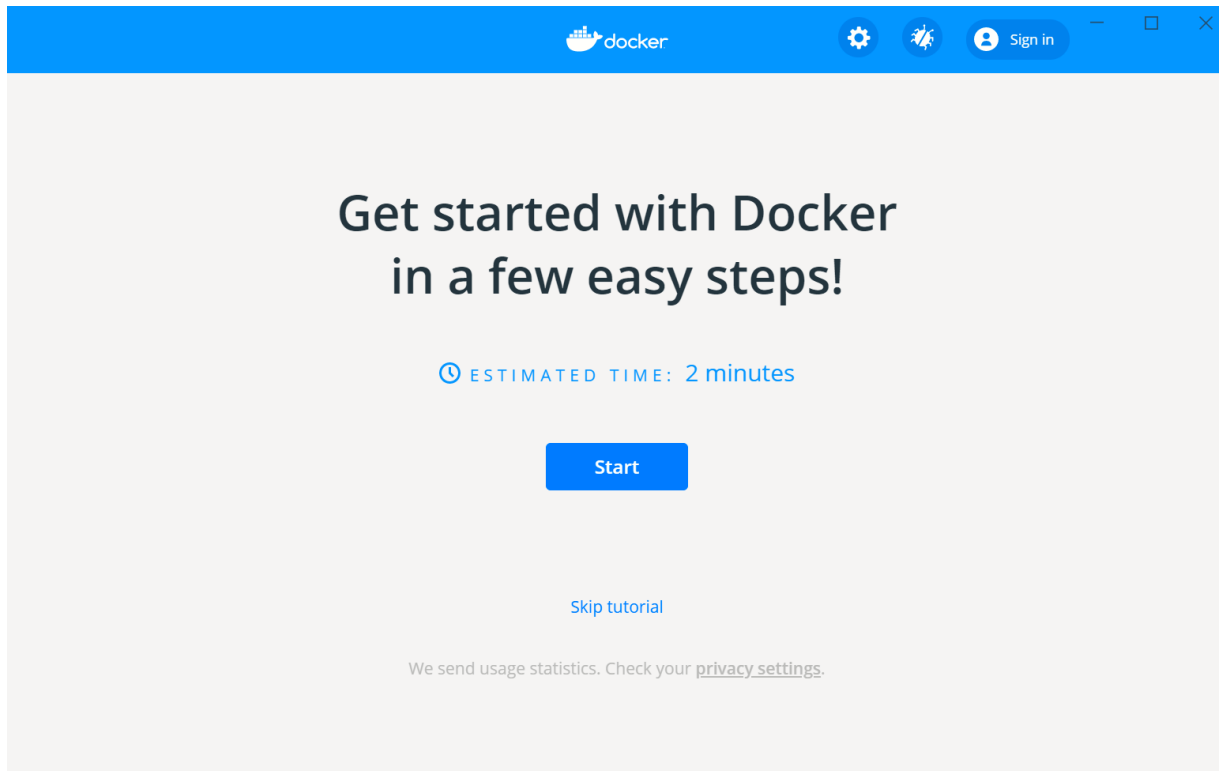 docker
Sign in
Get started with Docker
in a few easy steps!
ESTIMATED TIME: 2 minutes
Start
Skip tutorial
We send usage statistics. Check your privacy settings.